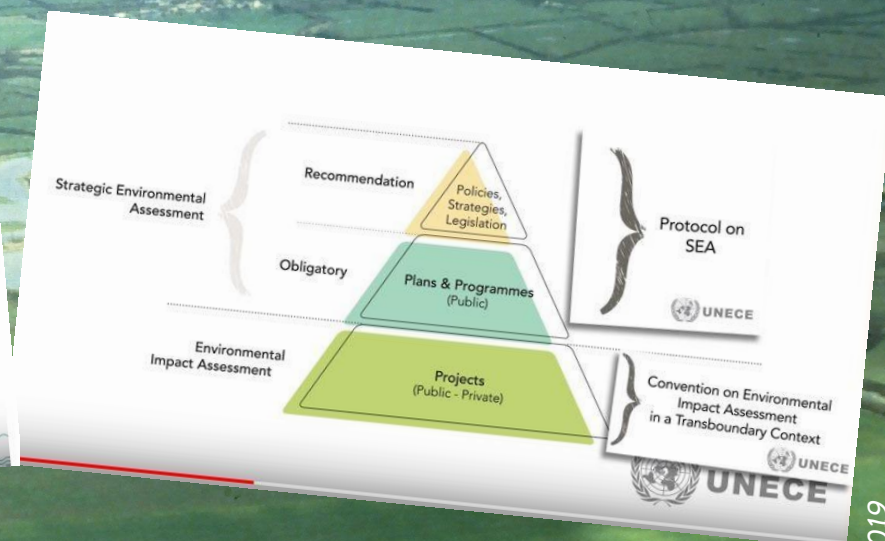 Strategic Environmental
Assessment
Recommendation
Policies,
Strategies,
Legislation
Protocol on
SEA
UNECE
Obligatory
Plans & Programmes
(Public)
Environmental
Impact Assessment
Projects
(Public - Private)
Convention on Environmental
Impact Assessment
in a Transboundary Context
UNECE
UNECE
019